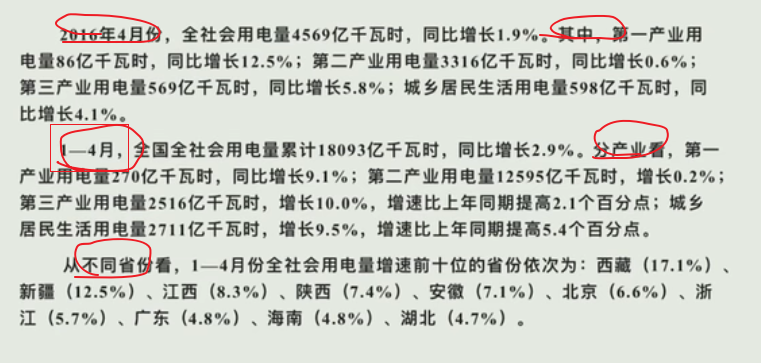 2016年4月份，全社会用电量4569亿千瓦时，同比增长1.9%。其中，第一产业用
电量86亿千瓦时，同比增长12.5%；第二产业用电量3316亿千瓦时，同比增长0.6%；
第三产业用电量569亿千瓦时，同比增长5.8%；城乡居民生活用电量598亿千瓦时，同
比增长4.1%。
1—4月，全国全社会用电量累计18093亿千瓦时，同比增长2.9%。分产业看，第一
产业用电量270亿千瓦时，同比增长9.1%；第二产业用电量12595亿千瓦时，增长0.2%；
第三产业用电量2516亿千瓦时，增长10.0%，增速比上年同期提高2.1个百分点；城乡
居民生活用电量2711亿千瓦时，增长9.5%，增速比上年同期提高5.4个百分点。
从不同省份看，1—4月份全社会用电量增速前十位的省份依次为：西藏（17.1%）、
新疆（12.5%）、江西（8.3%）、陕西（7.4%）、安徽（7.1%）、北京（6.6%）、浙
江（5.7%）、广东（4.8%）、海南（4.8%）、湖北（4.7%）。